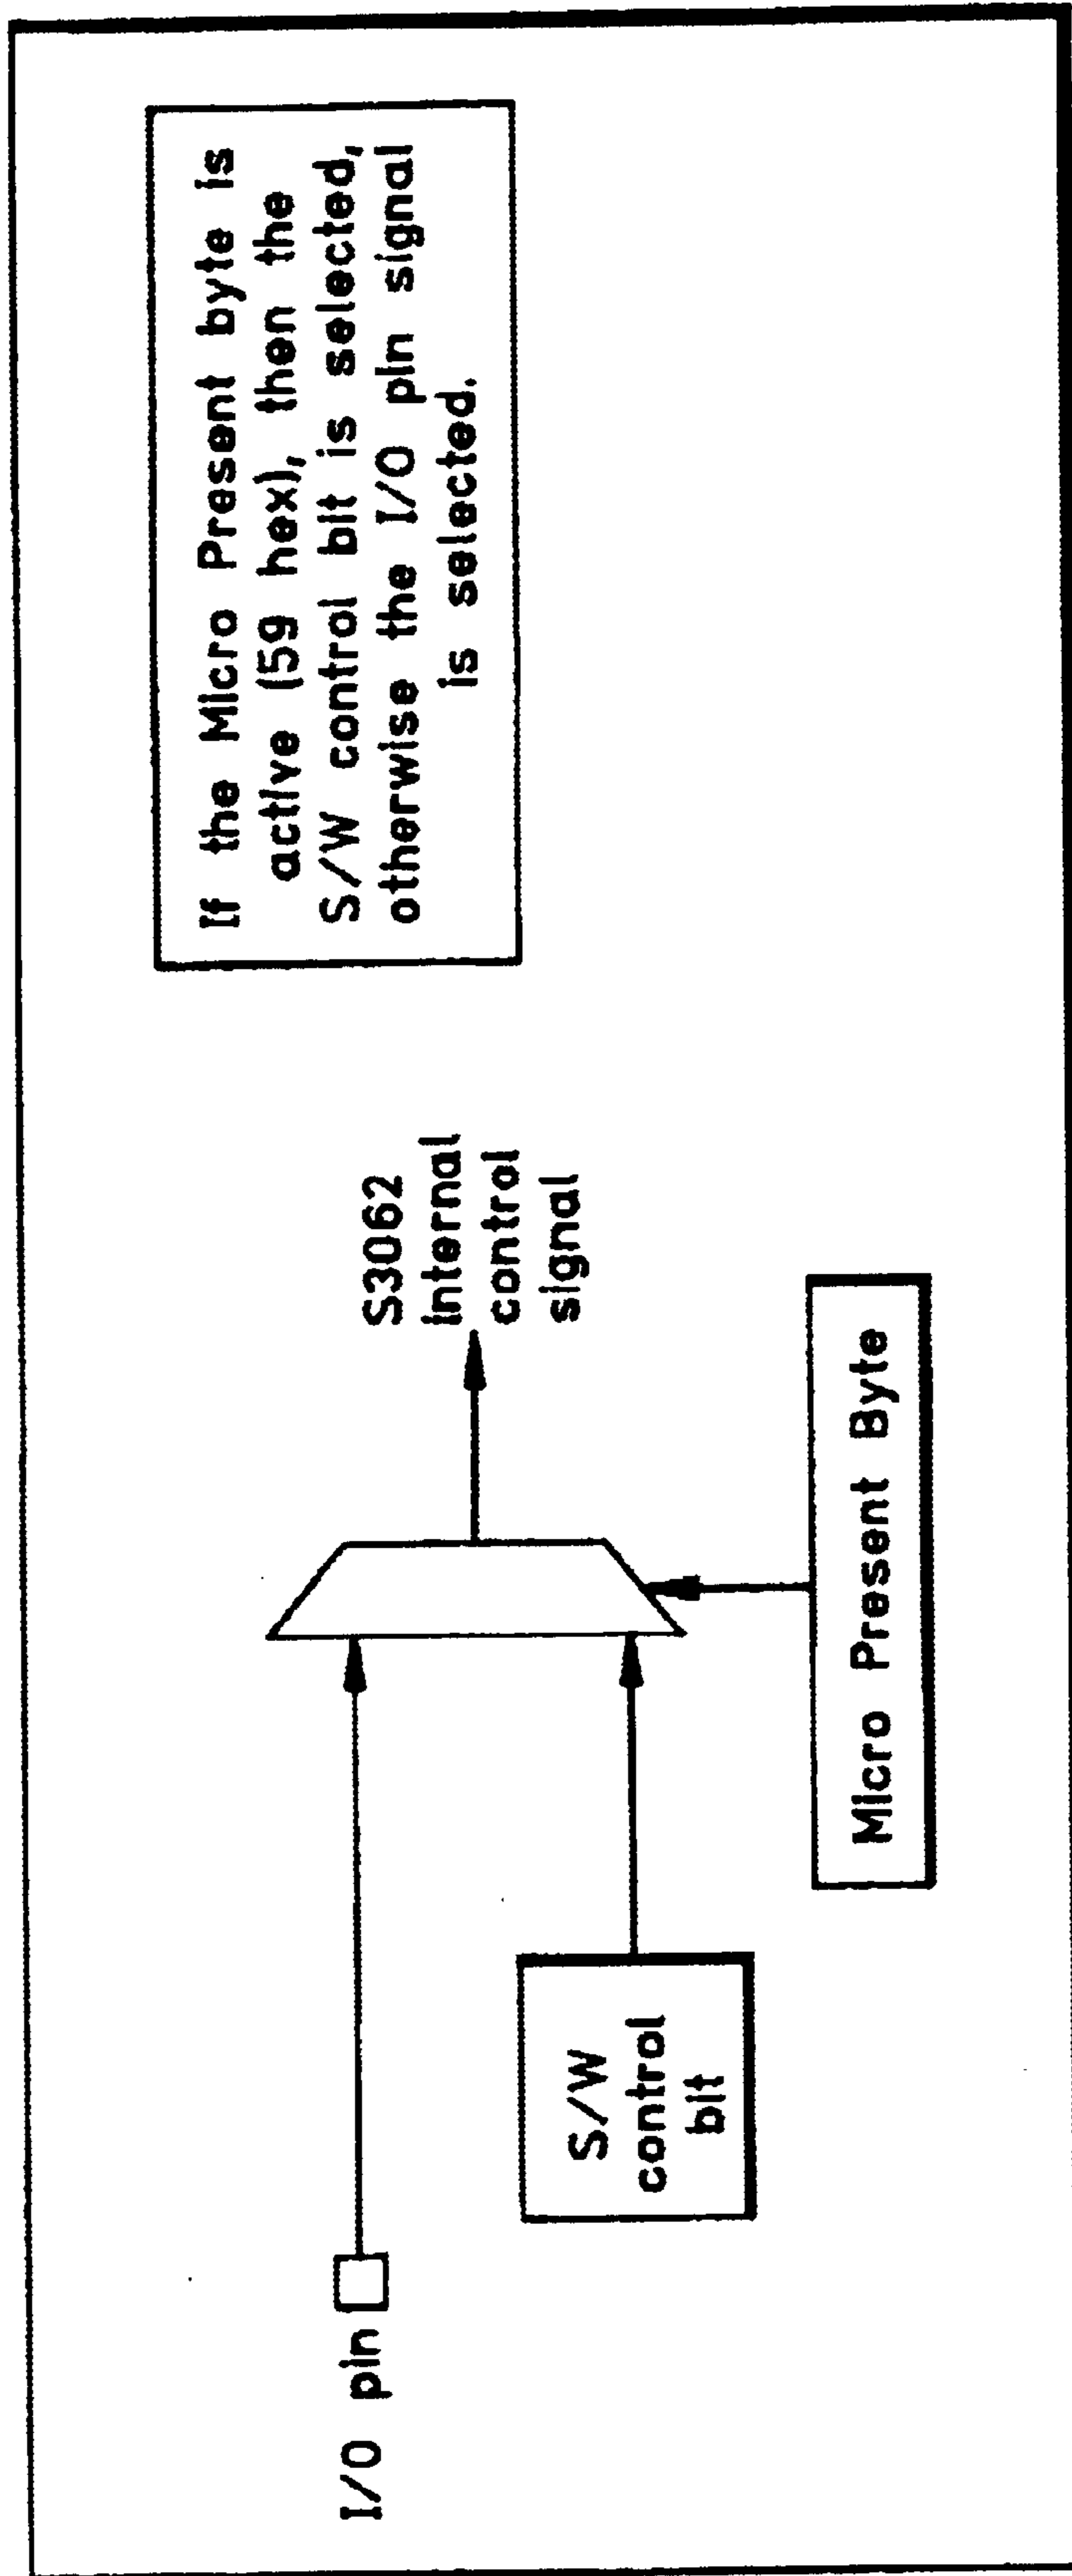 I/O pin
S/W
control
bit
Micro Present Byte
S3062
internal
control
signal
If the Micro Present byte is
active (59 hex), then the
S/W control bit is selected,
otherwise the I/O pin signal
is selected.